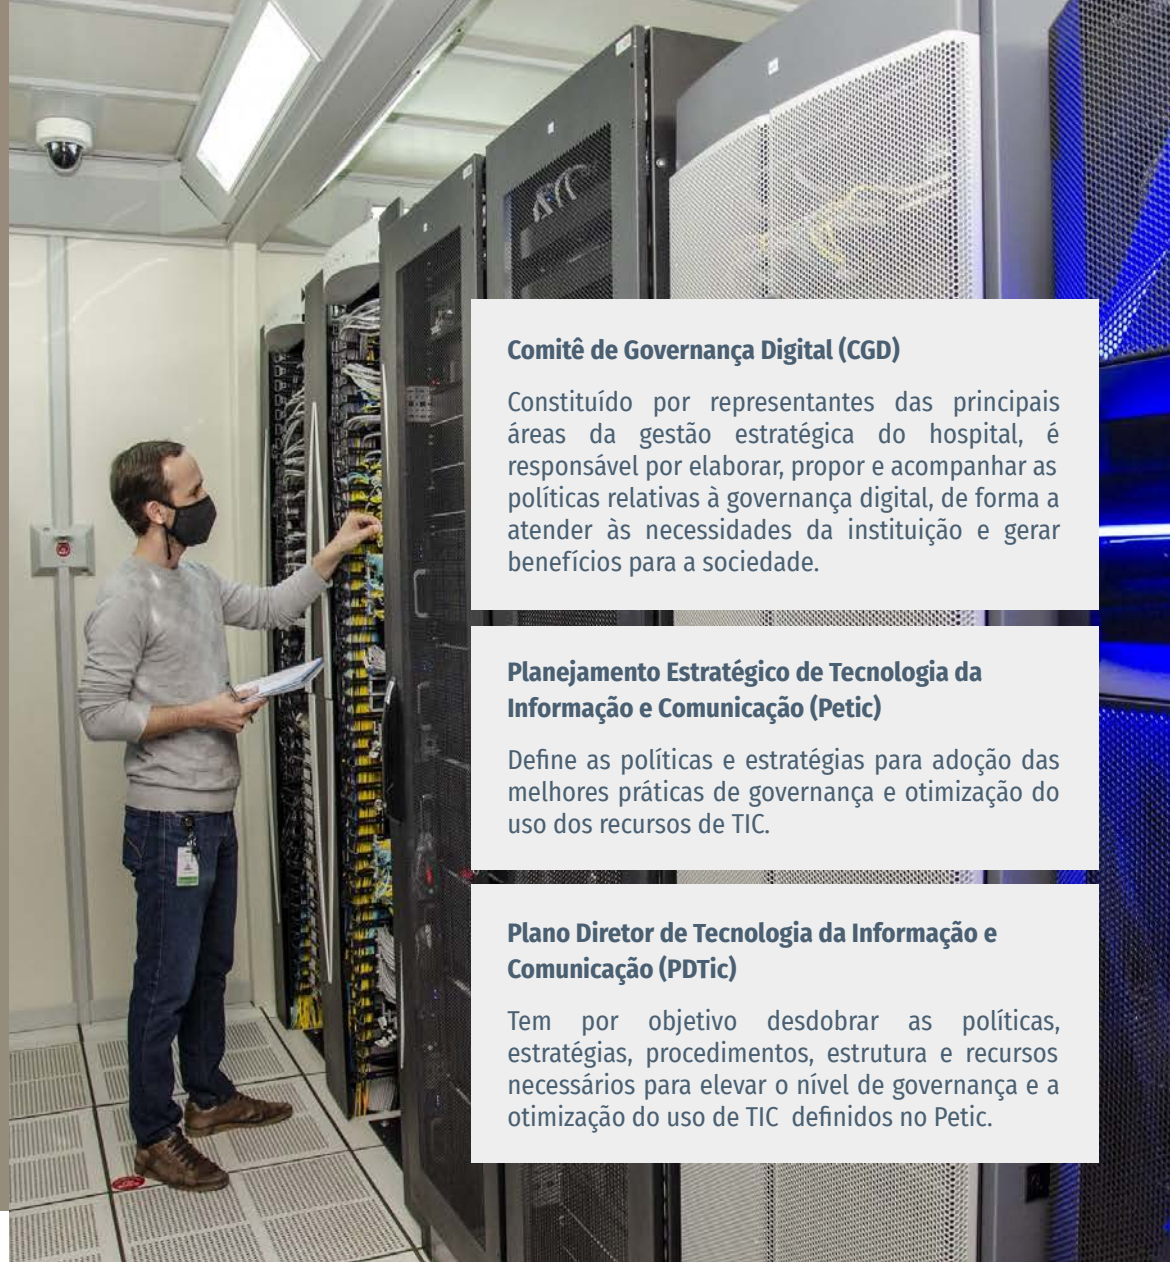 Comitê de Governança Digital (CGD)
Constituído por representantes das principais
áreas da gestão estratégica do hospital, é
responsável por elaborar, propor e acompanhar as
políticas relativas à governança digital, de forma a
atender às necessidades da instituição e gerar
benefícios para a sociedade.
Planejamento Estratégico de Tecnologia da
Informação e Comunicação (Petic)
Define as políticas e estratégias para adoção das
melhores práticas de governança e otimização do
uso dos recursos de TIC.
Plano Diretor de Tecnologia da Informação e
Comunicação (PDTic)
Tem por objetivo desdobrar as políticas,
estratégias, procedimentos, estrutura e recursos
necessários para elevar o nível de governança e a
otimização do uso de TIC  definidos no Petic.